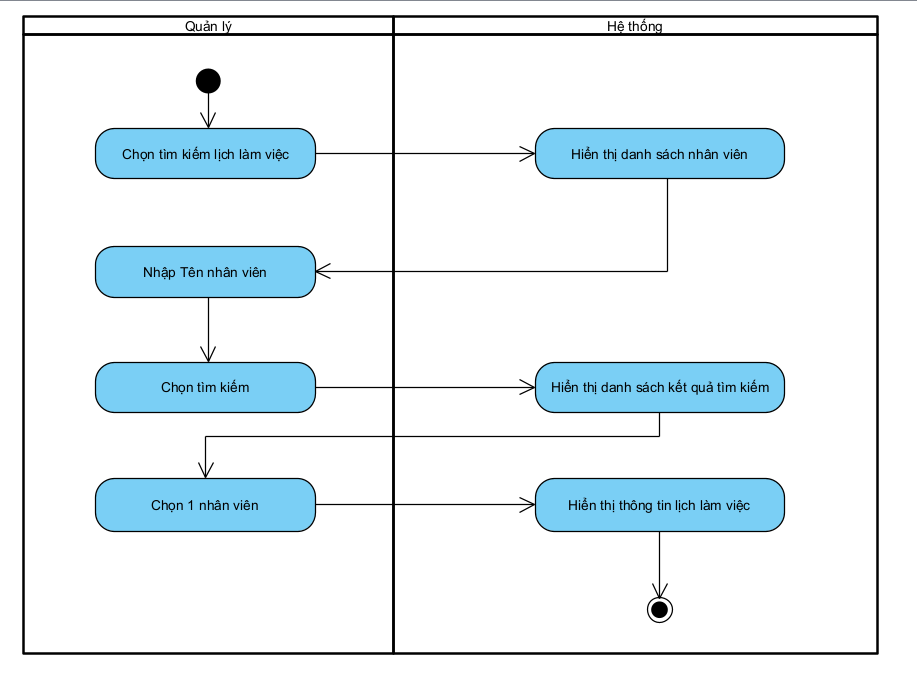 Quản lý
Hệ thống
Chọn tìm kiếm lịch làm việc
Hiển thị danh sách nhân viên
Nhập Tên nhân viên
Chọn tìm kiếm
Hiển thị danh sách kết quả tìm kiếm
Chọn 1 nhân viên
Hiển thị thông tin lịch làm việc